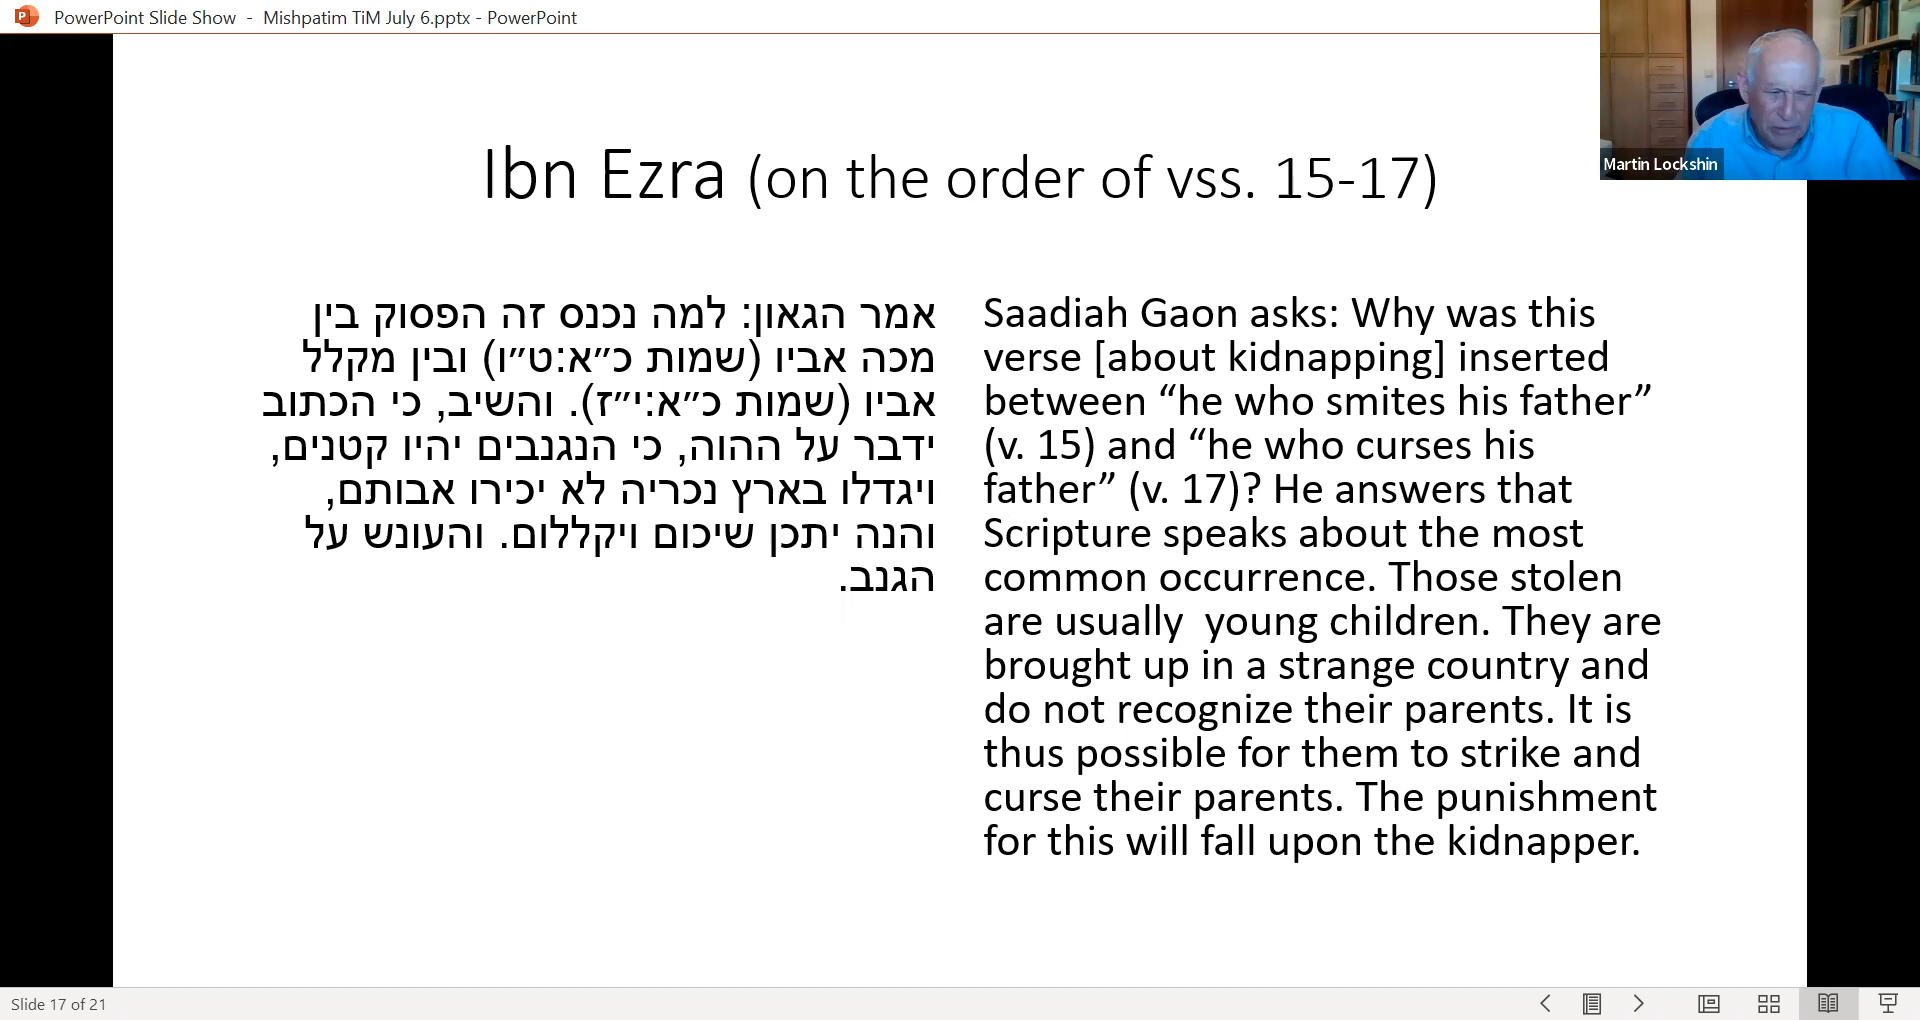 PowerPoint Slide Show - Mishpatim TiM July 6.pptx - PowerPoint
Martin Lockshin
Ibn Ezra (on the order of vss. 15-17)
אמר הגאון: למה נכנס זה הפסוק בין
מכה אביו (שמות כ״א:ט״ו) ובין מקלל
אביו (שמות כ״א:י״ז). והשיב, כי הכתוב
ידבר על ההוה, כי הנגנבים יהיו קטנים,
ויגדלו בארץ נכריה לא יכירו אבותם,
והנה יתכן שיכום ויקללום. והעונש על
הגנב.
Saadiah Gaon asks: Why was this
verse [about kidnapping] inserted
between “he who smites his father”
(v. 15) and “he who curses his
father” (v. 17)? He answers that
Scripture speaks about the most
common occurrence. Those stolen
are usually  young children. They are
brought up in a strange country and
do not recognize their parents. It is
thus possible for them to strike and
curse their parents. The punishment
for this will fall upon the kidnapper.
Slide 17 of 21